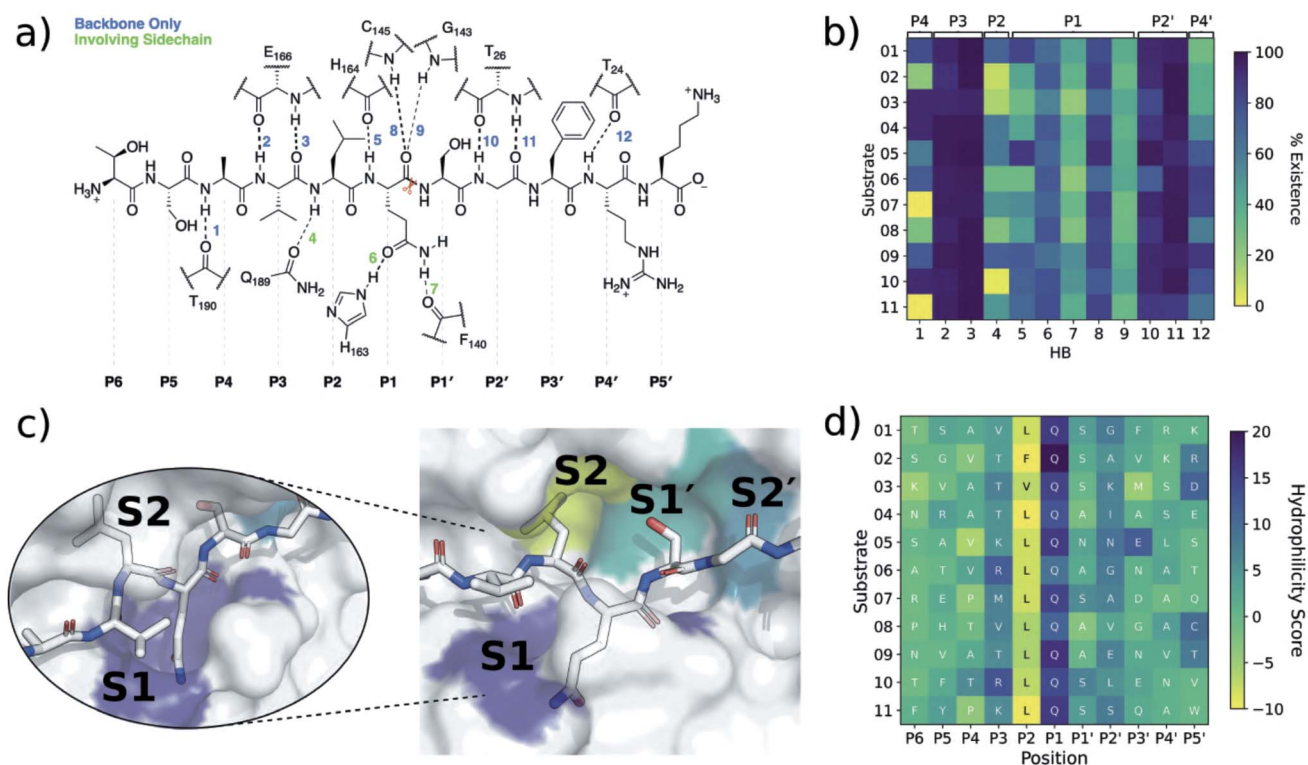 a)
Backbone Only
Involving Sidechain
C145
G143
E166
H164
T26
T24
N
H
N
H
O
N
H
O
O
N
H
O
2
3
5
8
9
10
11
12
+NH3
OH
O
H
N
O
H
N
O
OH
H
N
O
H3N+
O
N
H
O
N
H
O
N
H
O
N
H
O
N
H
O
O−
OH
1
4
6
7
O
T190
Q189
O
NH2
O
N
H
H
O
F140
H
N
N
H163
NH
H2N+
NH2
P6 P5 P4 P3 P2 P1 P1′ P2′ P3′ P4′ P5′
b)
P4 P3 P2 P1 P2' P4'
Substrate
01
02
03
04
05
06
07
08
09
10
11
1 2 3 4 5 6 7 8 9 10 11 12
HB
100
80
60
40
20
0
% Existence
c)
S2
S1
S2
S1′
S2′
S1
d)
Substrate
01 T S A V L Q S G F R K
02 S G V T F Q S A V K R
03 K V A T V Q S K M S D
04 N R A T L Q A I A S E
05 S A V K L Q N N E L S
06 A T V R L Q A G N A T
07 R E P M L Q S A D A Q
08 P H T V L Q A V G A C
09 N V A T L Q A E N V T
10 T F T R L Q S L E N V
11 F Y P K L Q S S Q A W
P6 P5 P4 P3 P2 P1 P1' P2' P3' P4' P5'
Position
20
15
10
5
0
−5
−10
Hydrophilicity Score